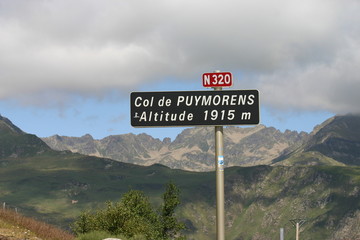 N320
Col de PUYMORENS
Altitude 1915 m